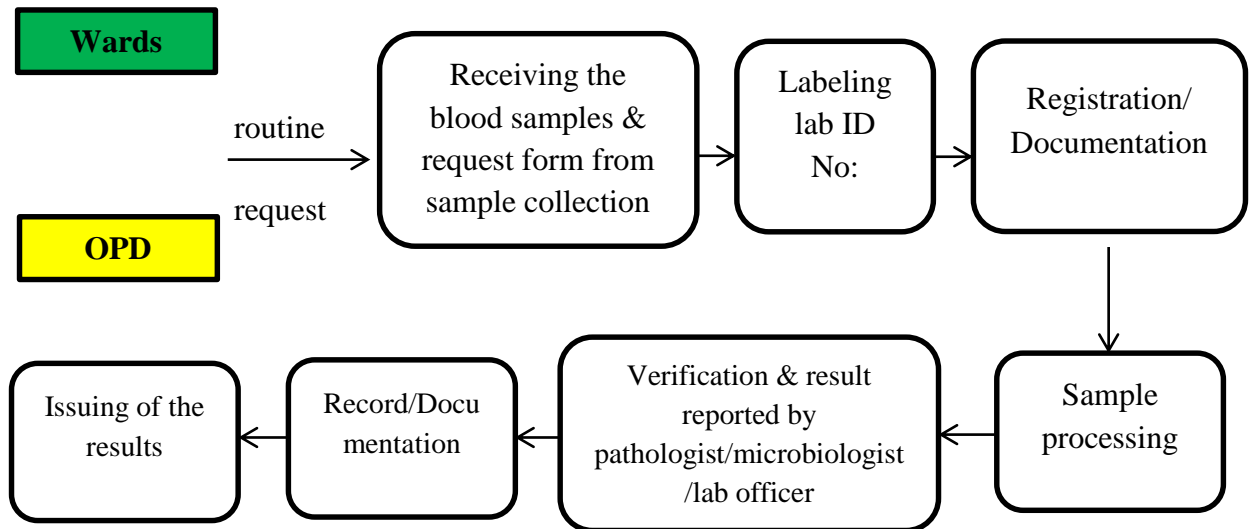 Wards
OPD
routine
request
Receiving the
blood samples &
request form from
sample collection
Labeling
lab ID
No:
Registration/
Documentation
Sample
processing
Verification & result
reported by
pathologist/microbiologist
/lab officer
Record/Docu
mentation
Issuing of the
results